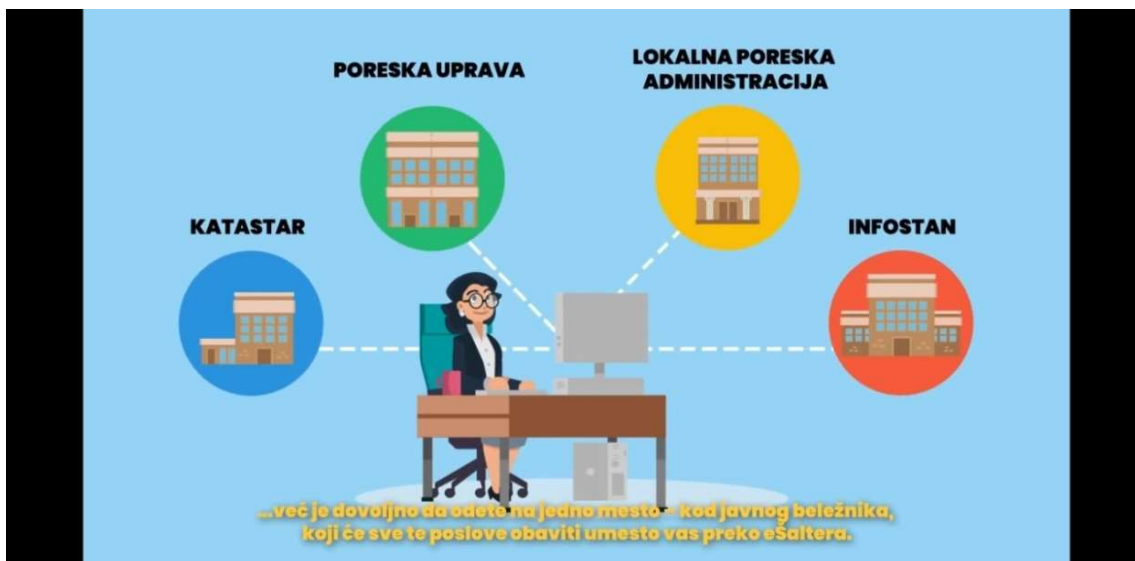 PORESKA UPRAVA
LOKALNA PORESKA
ADMINISTRACIJA
KATASTAR
INFOSTAN
...već je dovoljno da odete na jedno mesto - kod javnog beležnika,
koji će sve te poslove obaviti umesto vas preko eŠaltera.